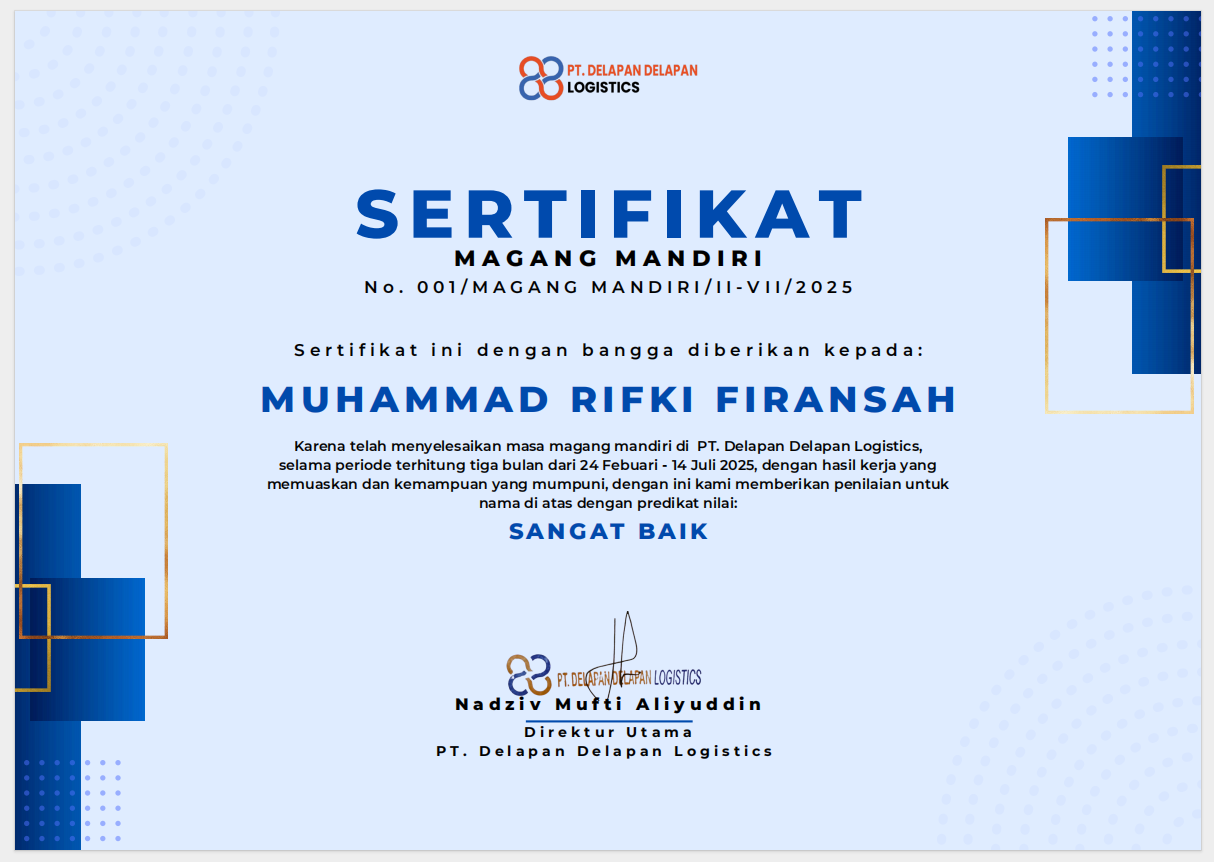 PT. DELAPAN DELAPAN
LOGISTICS
SERTIFIKAT
MAGANG MANDIRI
No. 001/MAGANG MANDIRI/II-VII/2025
Sertifikat ini dengan bangga diberikan kepada:
MUHAMMAD RIFKI FIRANSAH
Karena telah menyelesaikan masa magang mandiri di  PT. Delapan Delapan Logistics,
selama periode terhitung tiga bulan dari 24 Febuari - 14 Juli 2025, dengan hasil kerja yang
memuaskan dan kemampuan yang mumpuni, dengan ini kami memberikan penilaian untuk
nama di atas dengan predikat nilai:
SANGAT BAIK
PT. DELAPAN DELAPAN LOGISTICS
Nadziv Mufti Aliyuddin
Direktur Utama
PT. Delapan Delapan Logistics